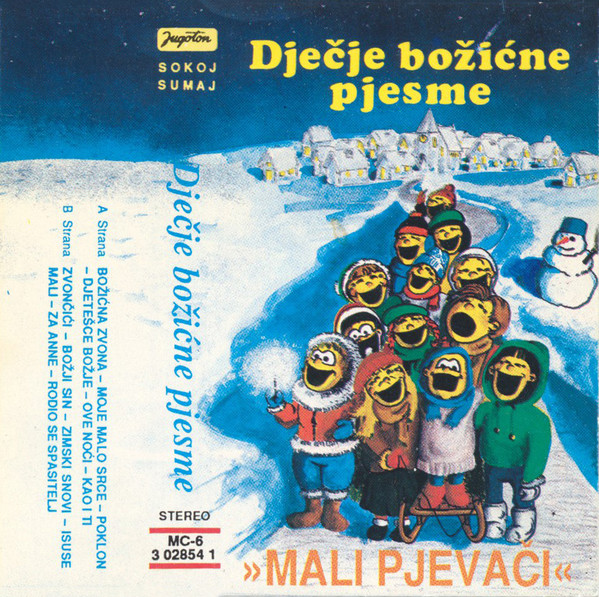 Jugoton
SOKOJ
SUMAJ
Dječje božićne
pjesme
Dječje božićne pjesme
A Strana BOŽIĆNA ZVONA – MOJE MALO SRCE – POKLON
– DJETEŠCE BOŽJE – OVE NOĆI – KAO I TI
B Strana ZVONČIĆI – BOŽJI SIN – ZIMSKI SNOVI – ISUSE
MALI – ZA ANNE – RODIO SE SPASITELJ
STEREO
MC-6
3 02854 1
»MALI PJEVAČI«